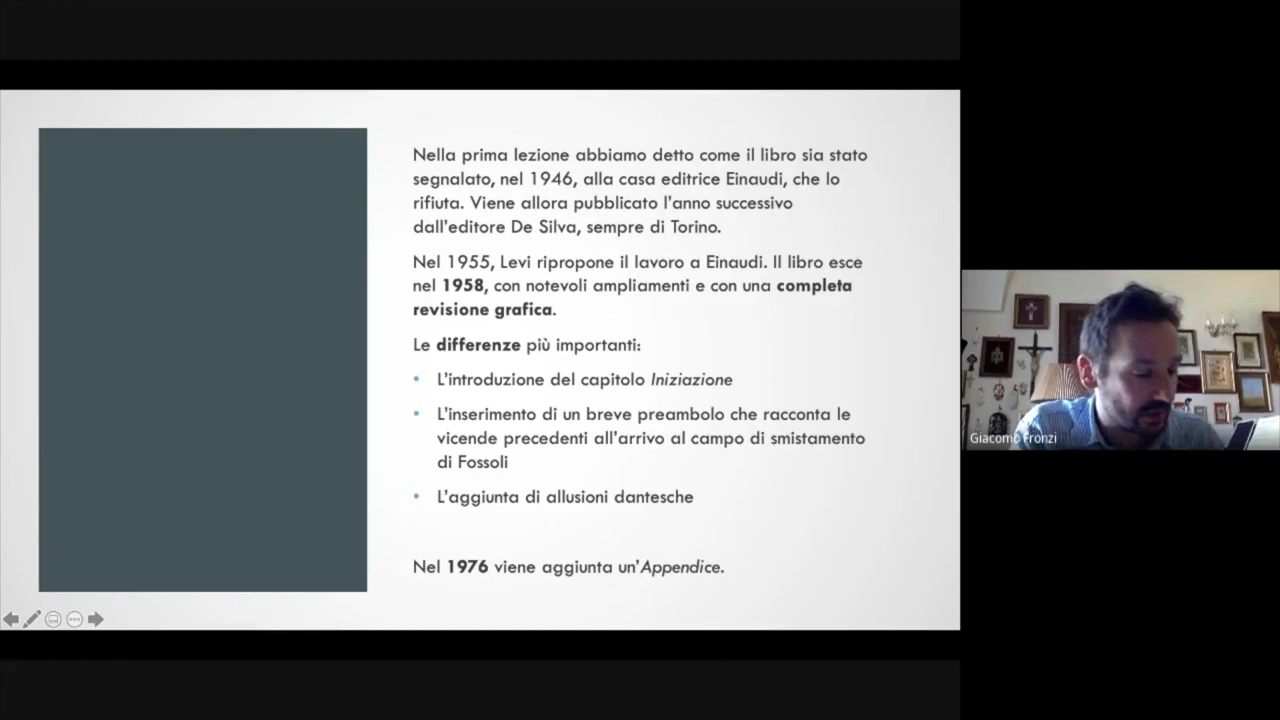 Nella prima lezione abbiamo detto come il libro sia stato
segnalato, nel 1946, alla casa editrice Einaudi, che lo
rifiuta. Viene allora pubblicato l'anno successivo
dall'editore De Silva, sempre di Torino.
Nel 1955, Levi ripropone il lavoro a Einaudi. Il libro esce
nel 1958, con notevoli ampliamenti e con una completa
revisione grafica.
Le differenze più importanti:
• L'introduzione del capitolo Iniziazione
• L'inserimento di un breve preambolo che racconta le
vicende precedenti all'arrivo al campo di smistamento
di Fossoli
• L'aggiunta di allusioni dantesche
Nel 1976 viene aggiunta un'Appendice.
Giacomo Fronzi